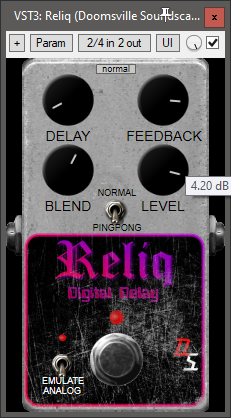 VST3: Reliq (Doomsville Soundsca...
+ Param 2/4 in 2 out UI
normal
DELAY FEEDBACK
BLEND LEVEL
4.20 dB
NORMAL
PINGPONG
Reliq
Digital Delay
DS
EMULATE
ANALOG